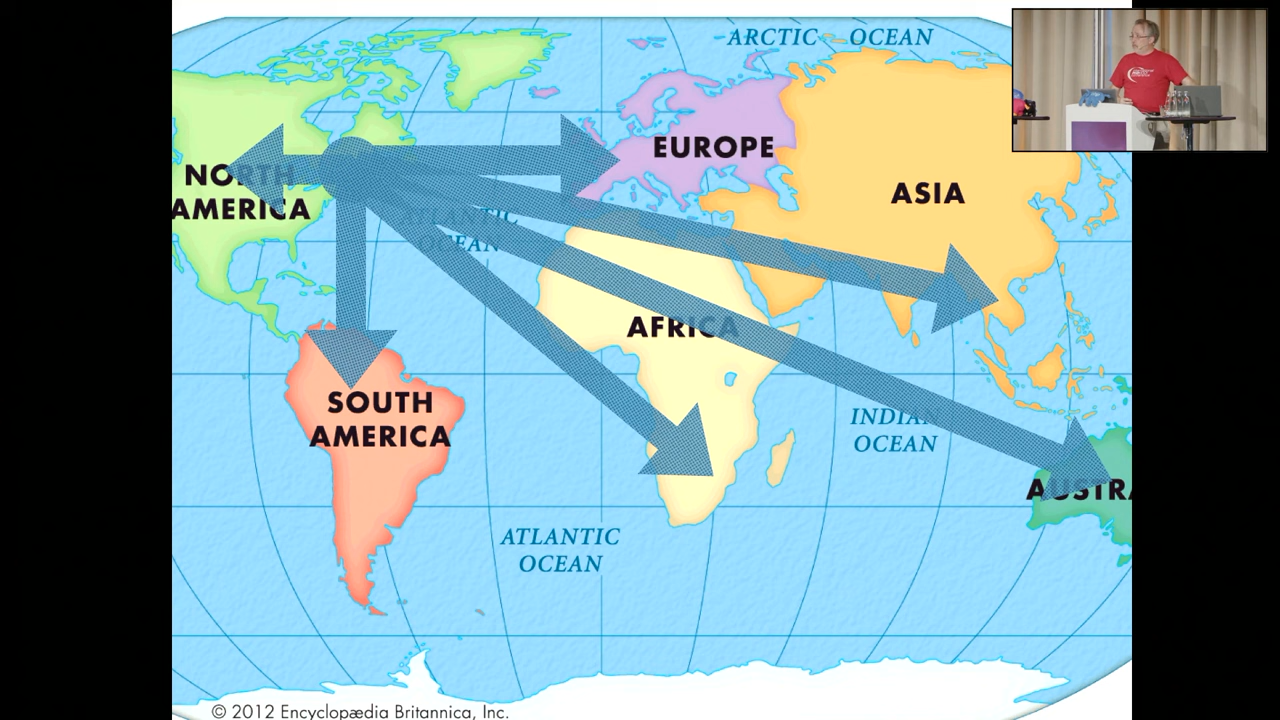 ARCTIC OCEAN
EUROPE
NORTH
AMERICA
ASIA
ATLANTIC
OCEAN
AFRICA
SOUTH
AMERICA
INDIAN
OCEAN
AUSTRA
ATLANTIC
OCEAN
© 2012 Encyclopædia Britannica, Inc.